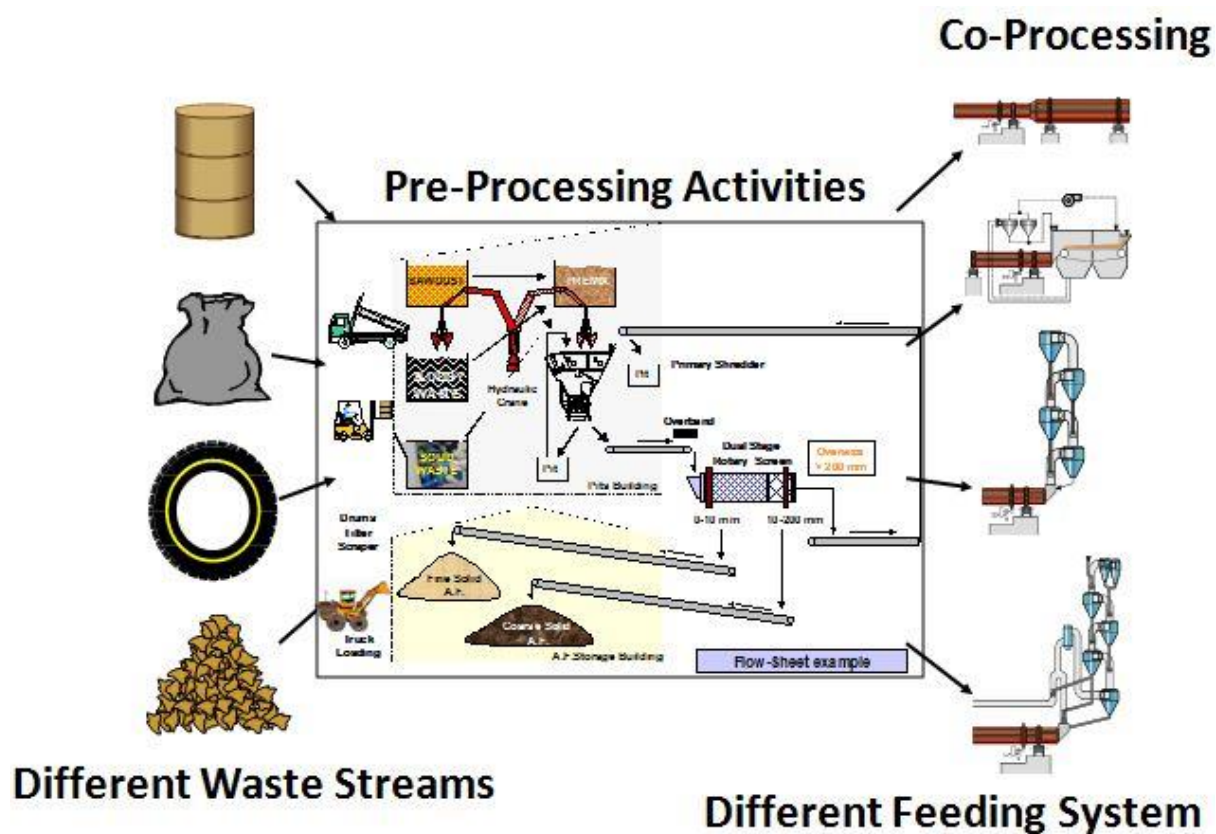 Co-Processing
Pre-Processing Activities
SAWDUST
PREMIX
WASTE
Hydraulic
Crane
Pit
Primary Shredder
SOLID
WASTE
Pit
Overband
Dual Stage
Rotary Screen
Overness
> 200 mm
Pits Building
0-10 mm
10-200 mm
Drums
Scraper
Fine Solid
A.F.
Coarse Solid
A.F.
Truck
Loading
A.F. Storage Building
Flow-Sheet example
Different Waste Streams
Different Feeding System